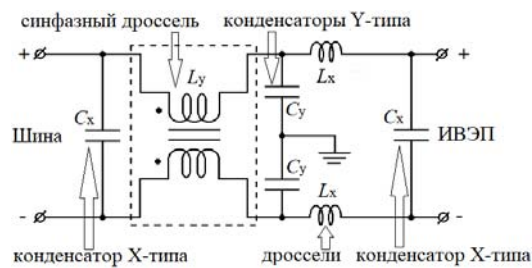 синфазный дроссель
конденсаторы Y-типа
+
Lx
+
Ly
Cy
Cx
Cx
Шина
ИВЭП
Cy
Lx
-
-
конденсатор X-типа
дроссели
конденсатор X-типа